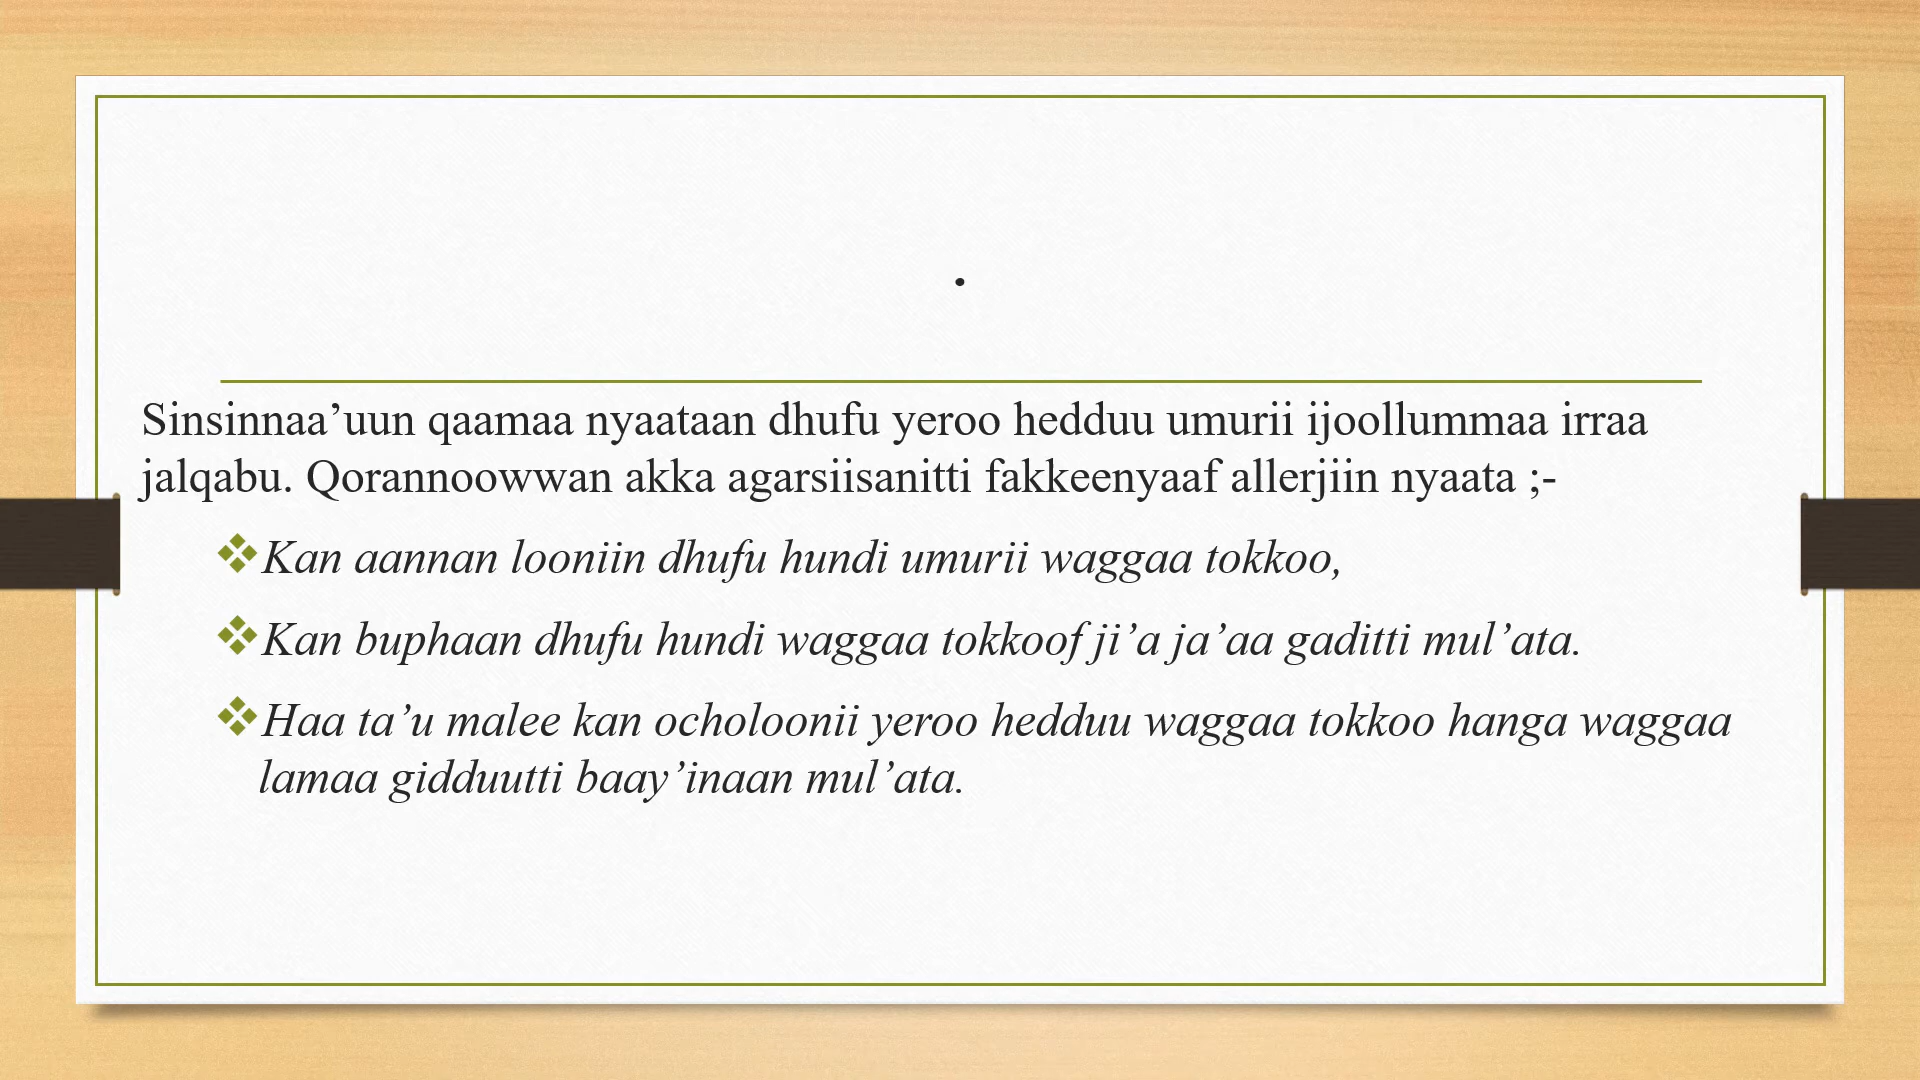 .
Sinsinnaa’uun qaamaa nyaataan dhufu yeroo hedduu umurii ijoollummaa irraa
jalqabu. Qorannoowwan akka agarsiisanitti fakkeenyaaf allerjiin nyaata ;-
❖Kan aannan looniin dhufu hundi umurii waggaa tokkoo,
❖Kan buphaan dhufu hundi waggaa tokkoof ji’a ja’aa gaditti mul’ata.
❖Haa ta’u malee kan ocholoonii yeroo hedduu waggaa tokkoo hanga waggaa
lamaa gidduutti baay’inaan mul’ata.